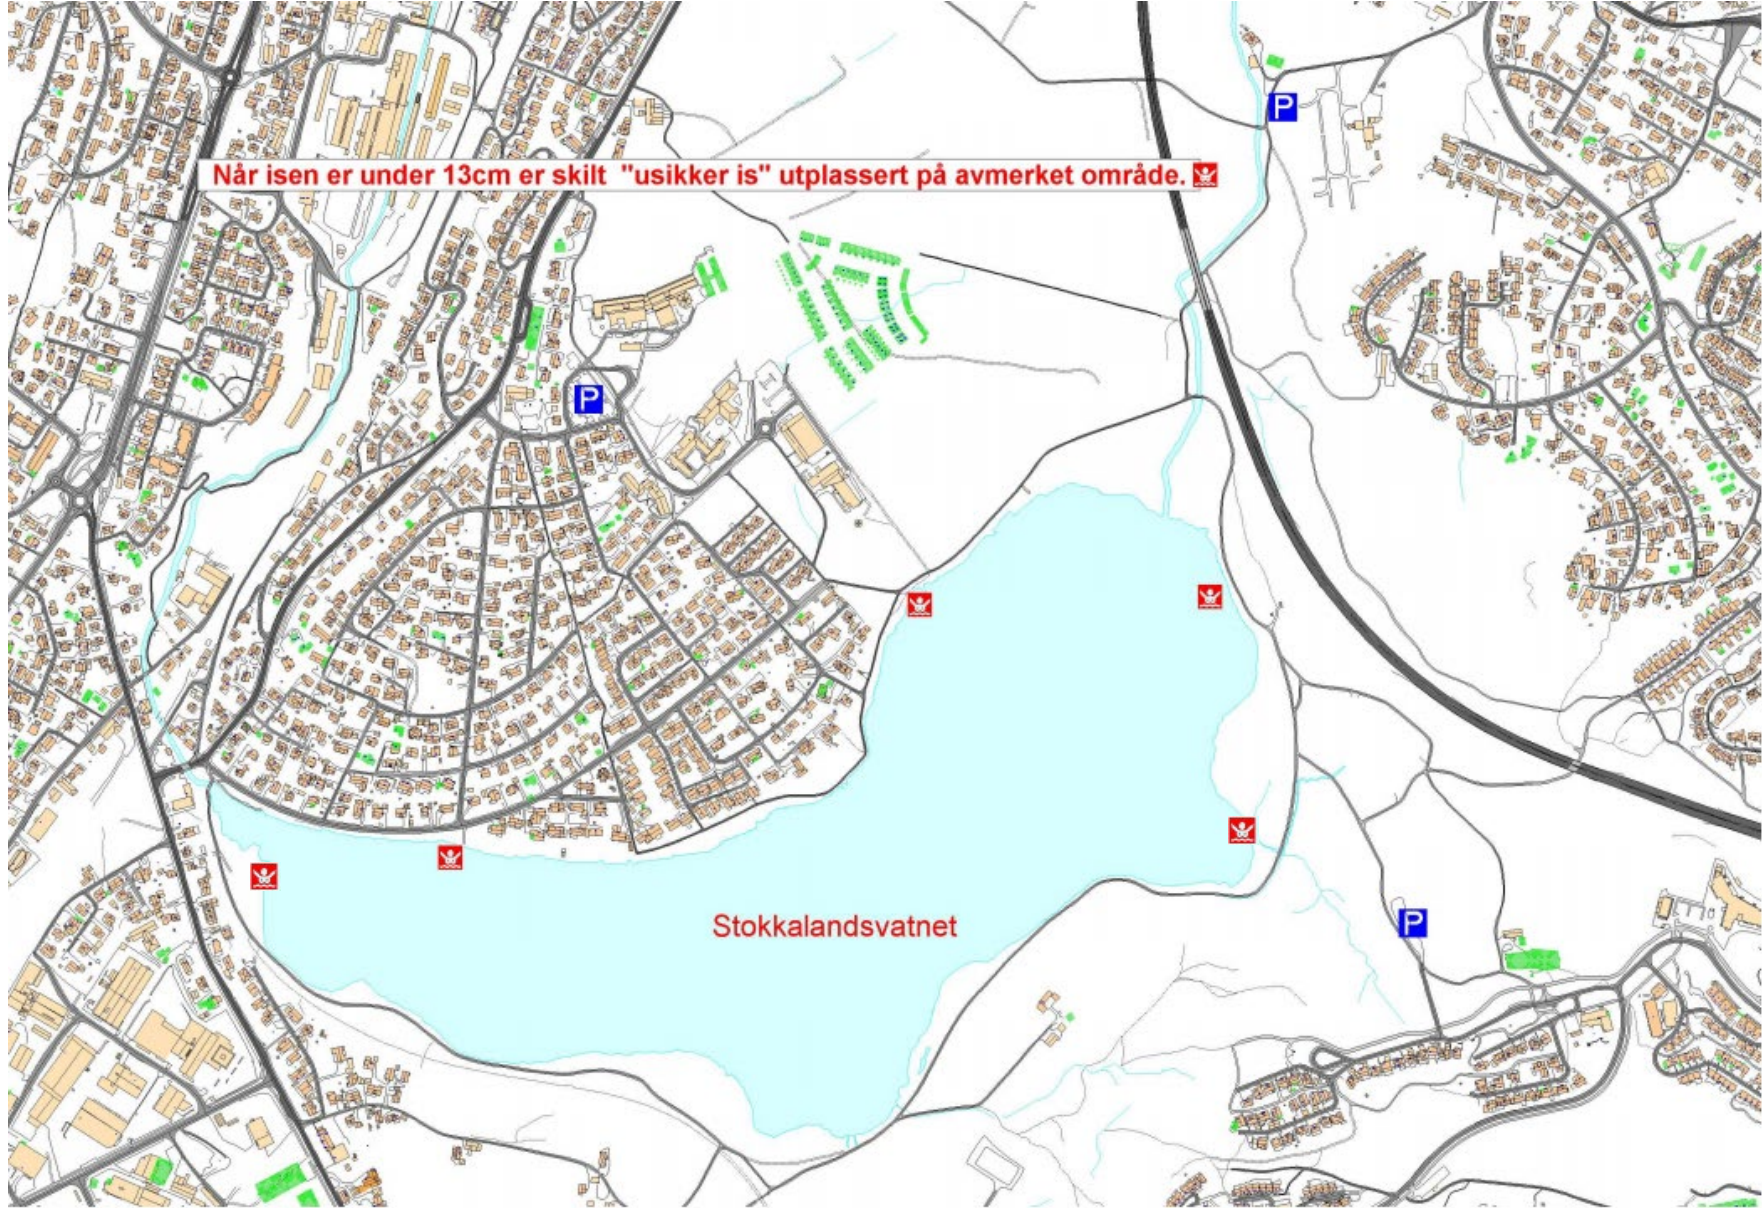 Når isen er under 13cm er skilt "usikker is" utplassert på avmerket område.
P
P
Stokkalandsvatnet
P